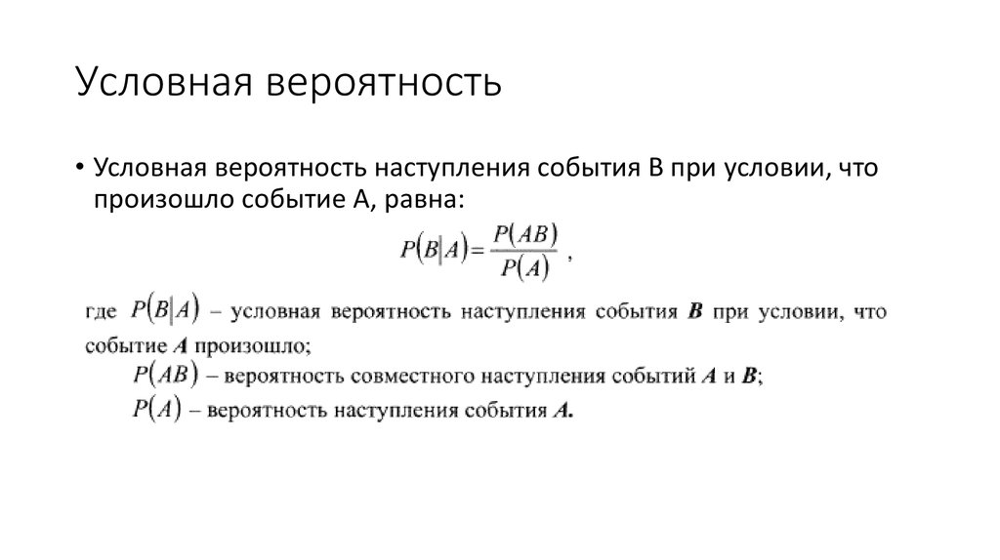 Условная вероятность
• Условная вероятность наступления события В при условии, что
произошло событие А, равна:
P(B|A) = P(AB) / P(A) ,
где P(B|A) – условная вероятность наступления события В при условии, что
событие А произошло;
P(AB) – вероятность совместного наступления событий А и В;
P(A) – вероятность наступления события А.